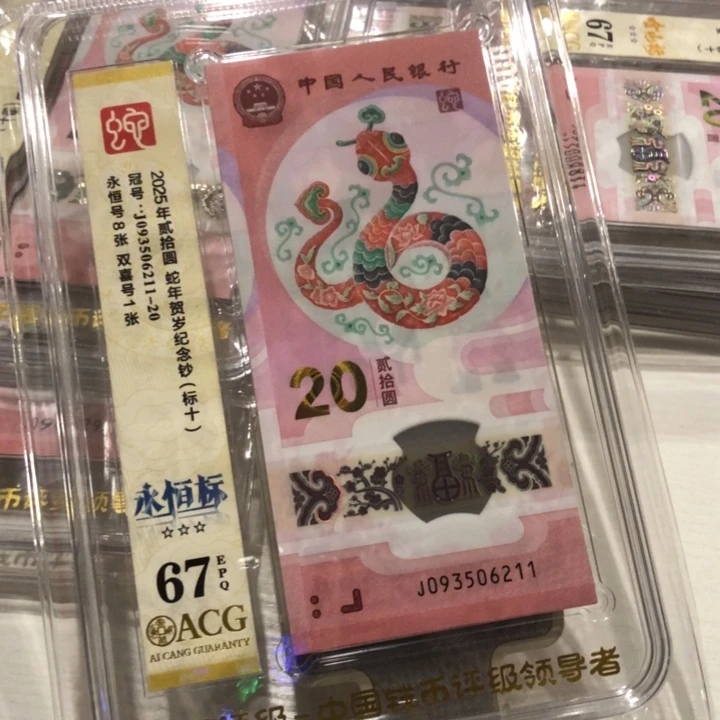 蛇
2025年贰拾圆 蛇年贺岁纪念钞(标十)
冠号:J093506211-20
永恒号8张 双喜号1张
永恒标
67 EPQ
ACG
AI CANG GUARANTY
中国人民银行
20
贰拾圆
J093506211
中国钱币评级领导者
67 EPQ